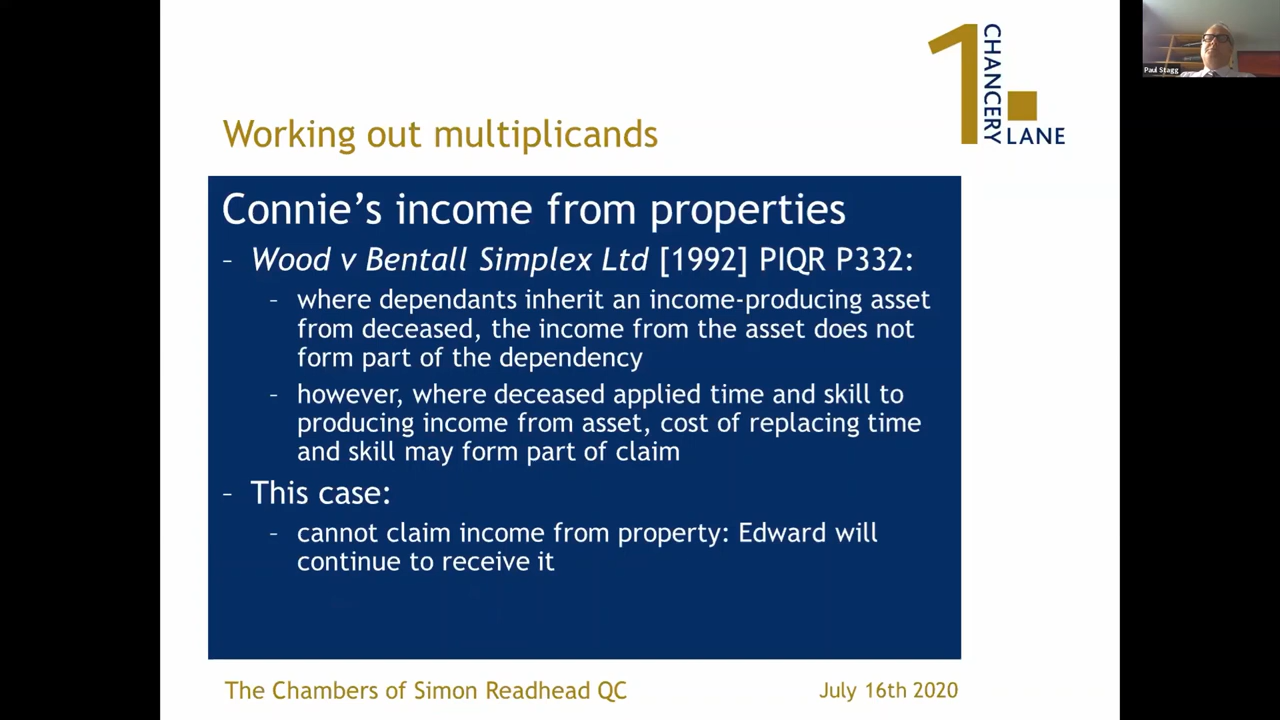 1 CHANCERY LANE
Paul Stagg
Working out multiplicands
Connie’s income from properties
– Wood v Bentall Simplex Ltd [1992] PIQR P332:
– where dependants inherit an income-producing asset
from deceased, the income from the asset does not
form part of the dependency
– however, where deceased applied time and skill to
producing income from asset, cost of replacing time
and skill may form part of claim
– This case:
– cannot claim income from property: Edward will
continue to receive it
The Chambers of Simon Readhead QC
July 16th 2020